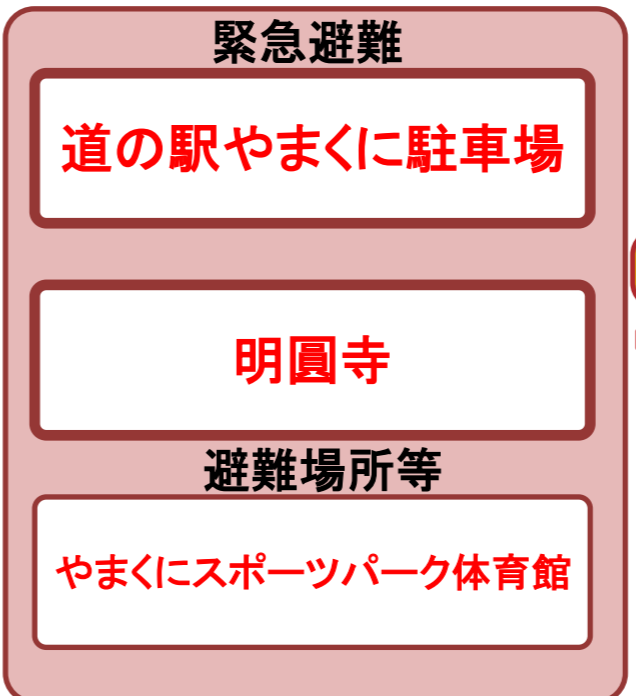 緊急避難
道の駅やまくに駐車場
明圓寺
避難場所等
やまくにスポーツパーク体育館